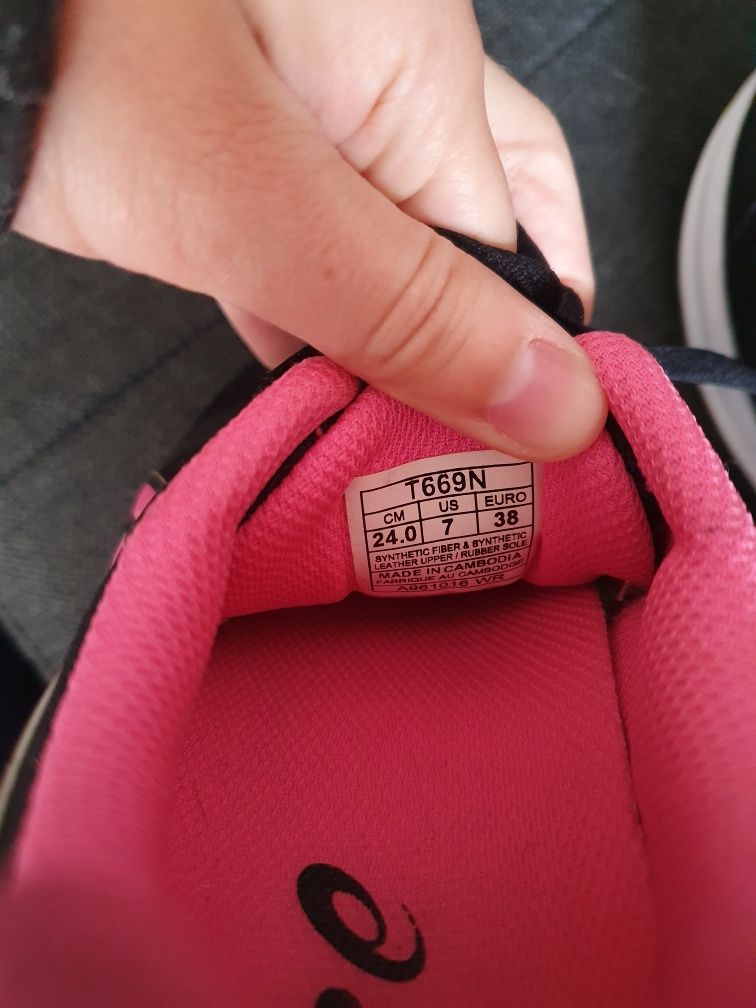 T669N
CM US EURO
24.0 7 38
SYNTHETIC FIBER & SYNTHETIC
LEATHER UPPER / RUBBER SOLE
MADE IN CAMBODIA
FABRIQUE AU CAMBODGE
A961016 WR